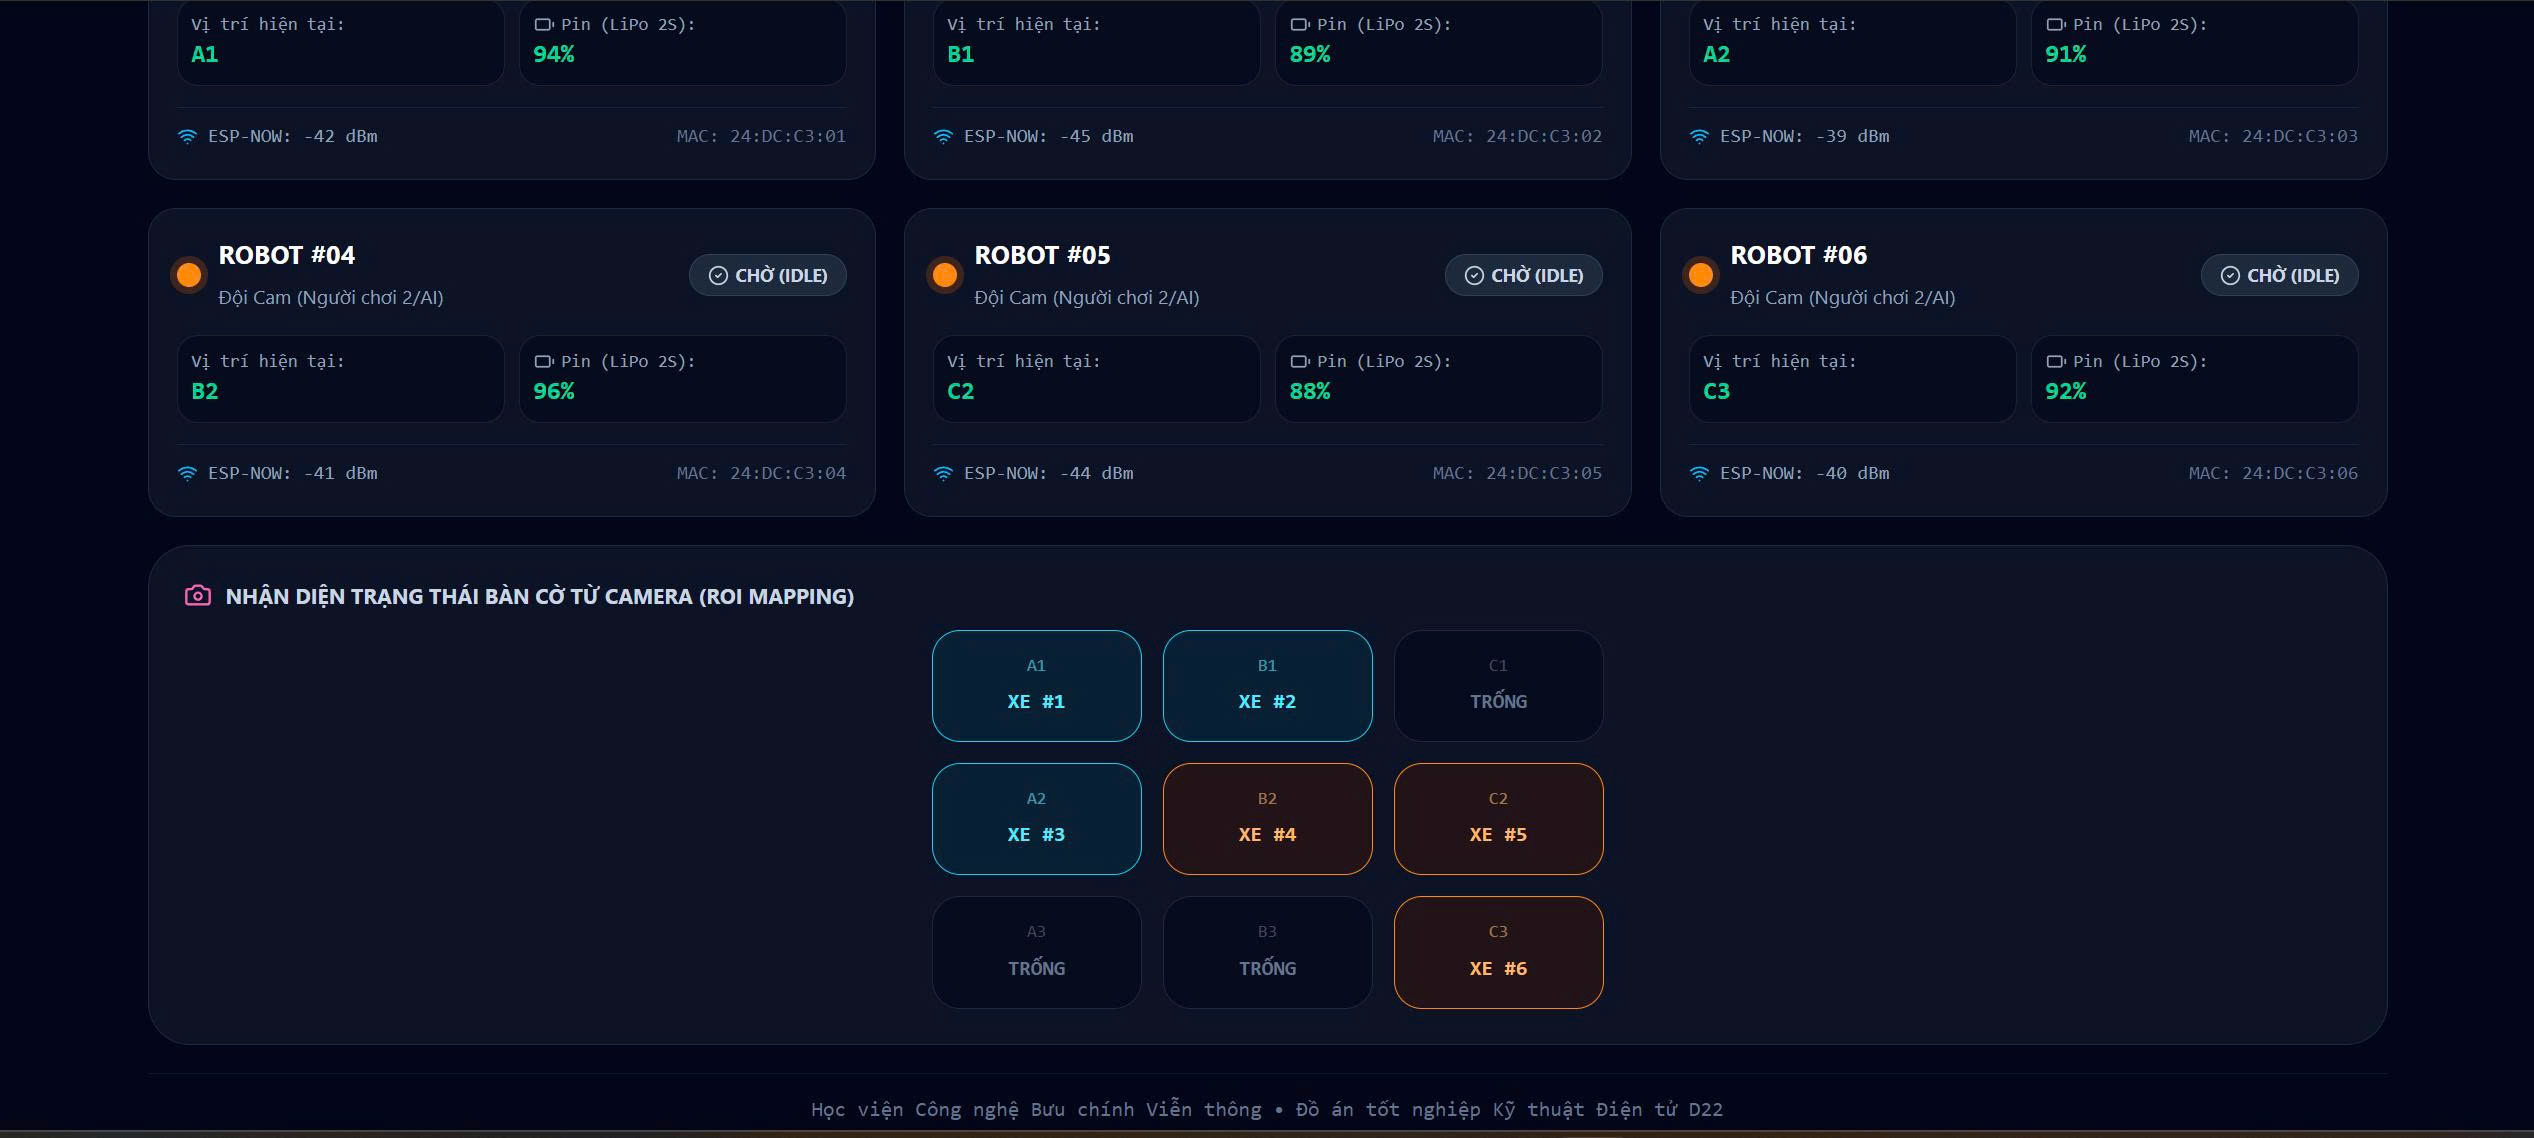 Vị trí hiện tại:
A1
Pin (LiPo 2S):
94%
ESP-NOW: -42 dBm
MAC: 24:DC:C3:01
Vị trí hiện tại:
B1
Pin (LiPo 2S):
89%
ESP-NOW: -45 dBm
MAC: 24:DC:C3:02
Vị trí hiện tại:
A2
Pin (LiPo 2S):
91%
ESP-NOW: -39 dBm
MAC: 24:DC:C3:03
ROBOT #04
Đội Cam (Người chơi 2/AI)
CHỜ (IDLE)
Vị trí hiện tại:
B2
Pin (LiPo 2S):
96%
ESP-NOW: -41 dBm
MAC: 24:DC:C3:04
ROBOT #05
Đội Cam (Người chơi 2/AI)
CHỜ (IDLE)
Vị trí hiện tại:
C2
Pin (LiPo 2S):
88%
ESP-NOW: -44 dBm
MAC: 24:DC:C3:05
ROBOT #06
Đội Cam (Người chơi 2/AI)
CHỜ (IDLE)
Vị trí hiện tại:
C3
Pin (LiPo 2S):
92%
ESP-NOW: -40 dBm
MAC: 24:DC:C3:06
NHẬN DIỆN TRẠNG THÁI BÀN CỜ TỪ CAMERA (ROI MAPPING)
A1
XE #1
B1
XE #2
C1
TRỐNG
A2
XE #3
B2
XE #4
C2
XE #5
A3
TRỐNG
B3
TRỐNG
C3
XE #6
Học viện Công nghệ Bưu chính Viễn thông • Đồ án tốt nghiệp Kỹ thuật Điện tử D22